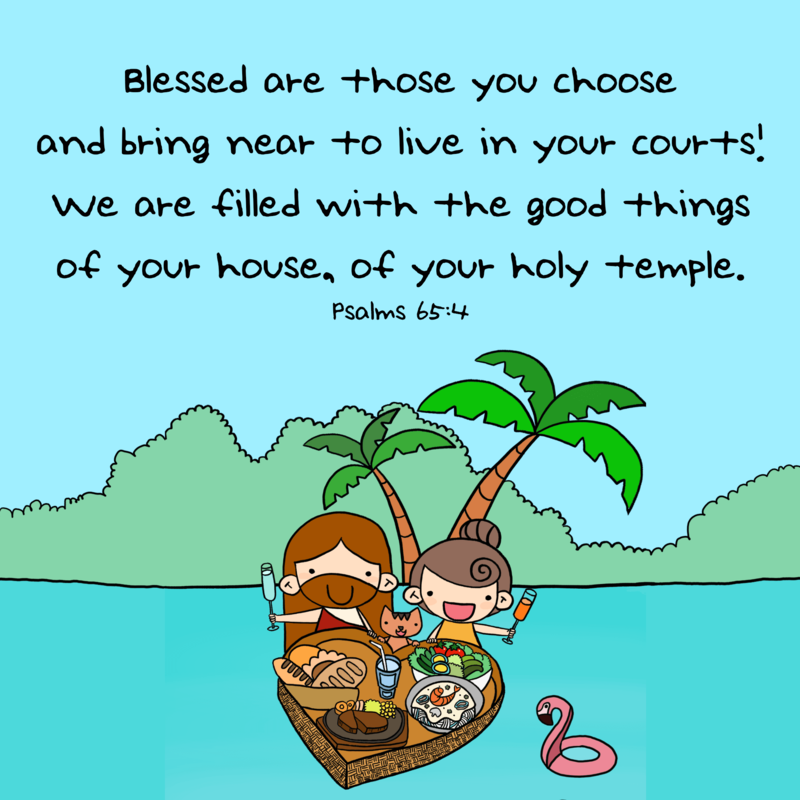 Blessed are those you choose
and bring near to live in your courts!
We are filled with the good things
of your house, of your holy temple.
Psalms 65:4